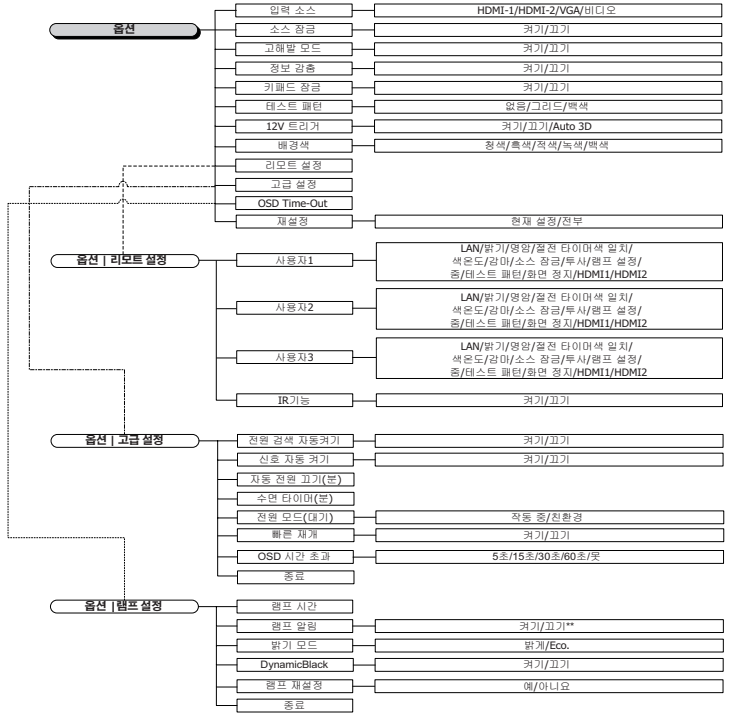 옵션
입력 소스 HDMI-1/HDMI-2/VGA/비디오
소스 잠금 켜기/끄기
고해발 모드 켜기/끄기
정보 감춤 켜기/끄기
키패드 잠금 켜기/끄기
테스트 패턴 없음/그리드/백색
12V 트리거 켜기/끄기/Auto 3D
배경색 청색/흑색/적색/녹색/백색
리모트 설정
고급 설정
OSD Time-Out
재설정 현재 설정/전부
옵션 | 리모트 설정
사용자1
LAN/밝기/명암/절전 타이머색 일치/
색온도/감마/소스 잠금/투사/램프 설정/
줌/테스트 패턴/화면 정지/HDMI1/HDMI2
사용자2
LAN/밝기/명암/절전 타이머색 일치/
색온도/감마/소스 잠금/투사/램프 설정/
줌/테스트 패턴/화면 정지/HDMI1/HDMI2
사용자3
LAN/밝기/명암/절전 타이머색 일치/
색온도/감마/소스 잠금/투사/램프 설정/
줌/테스트 패턴/화면 정지/HDMI1/HDMI2
IR기능 켜기/끄기
옵션 | 고급 설정
전원 검색 자동켜기 켜기/끄기
신호 자동 켜기 켜기/끄기
자동 전원 끄기(분)
수면 타이머(분)
전원 모드(대기) 작동 중/친환경
빠른 재개 켜기/끄기
OSD 시간 초과 5초/15초/30초/60초/못
종료
옵션 |램프 설정
램프 시간
램프 알림 켜기/끄기**
밝기 모드 밝게/Eco.
DynamicBlack 켜기/끄기
램프 재설정 예/아니요
종료